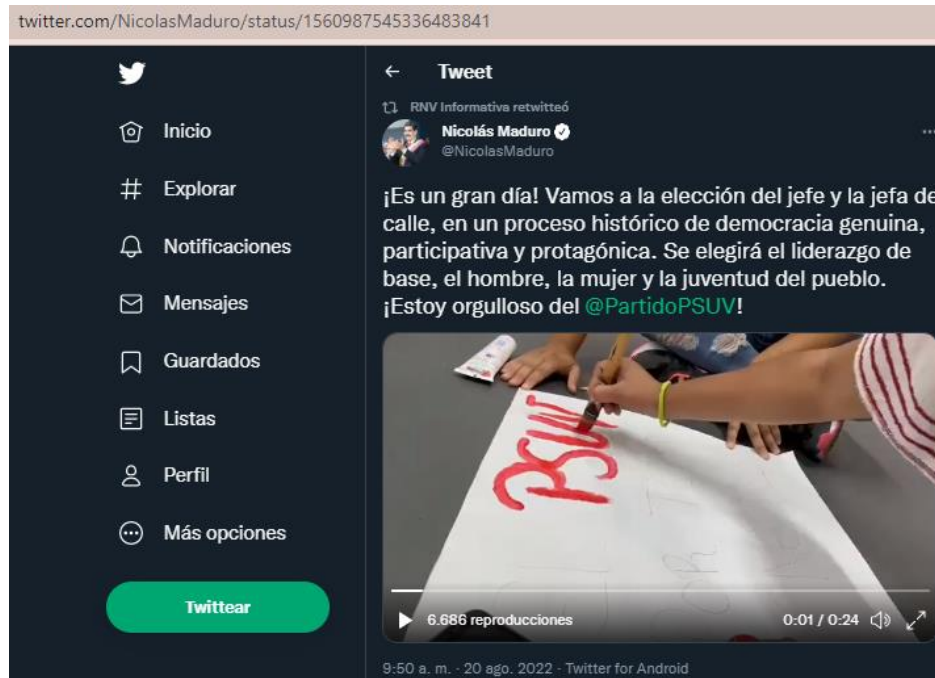 twitter.com/NicolasMaduro/status/1560987545336483841
Tweet
RNV Informativa retwitteó
Nicolás Maduro
@NicolasMaduro
Inicio
Explorar
Notificaciones
Mensajes
Guardados
Listas
Perfil
Más opciones
Twittear
¡Es un gran día! Vamos a la elección del jefe y la jefa de
calle, en un proceso histórico de democracia genuina,
participativa y protagónica. Se elegirá el liderazgo de
base, el hombre, la mujer y la juventud del pueblo.
¡Estoy orgulloso del @PartidoPSUV!
PSUV
6.686 reproducciones
0:01 / 0:24
9:50 a. m. · 20 ago. 2022 · Twitter for Android